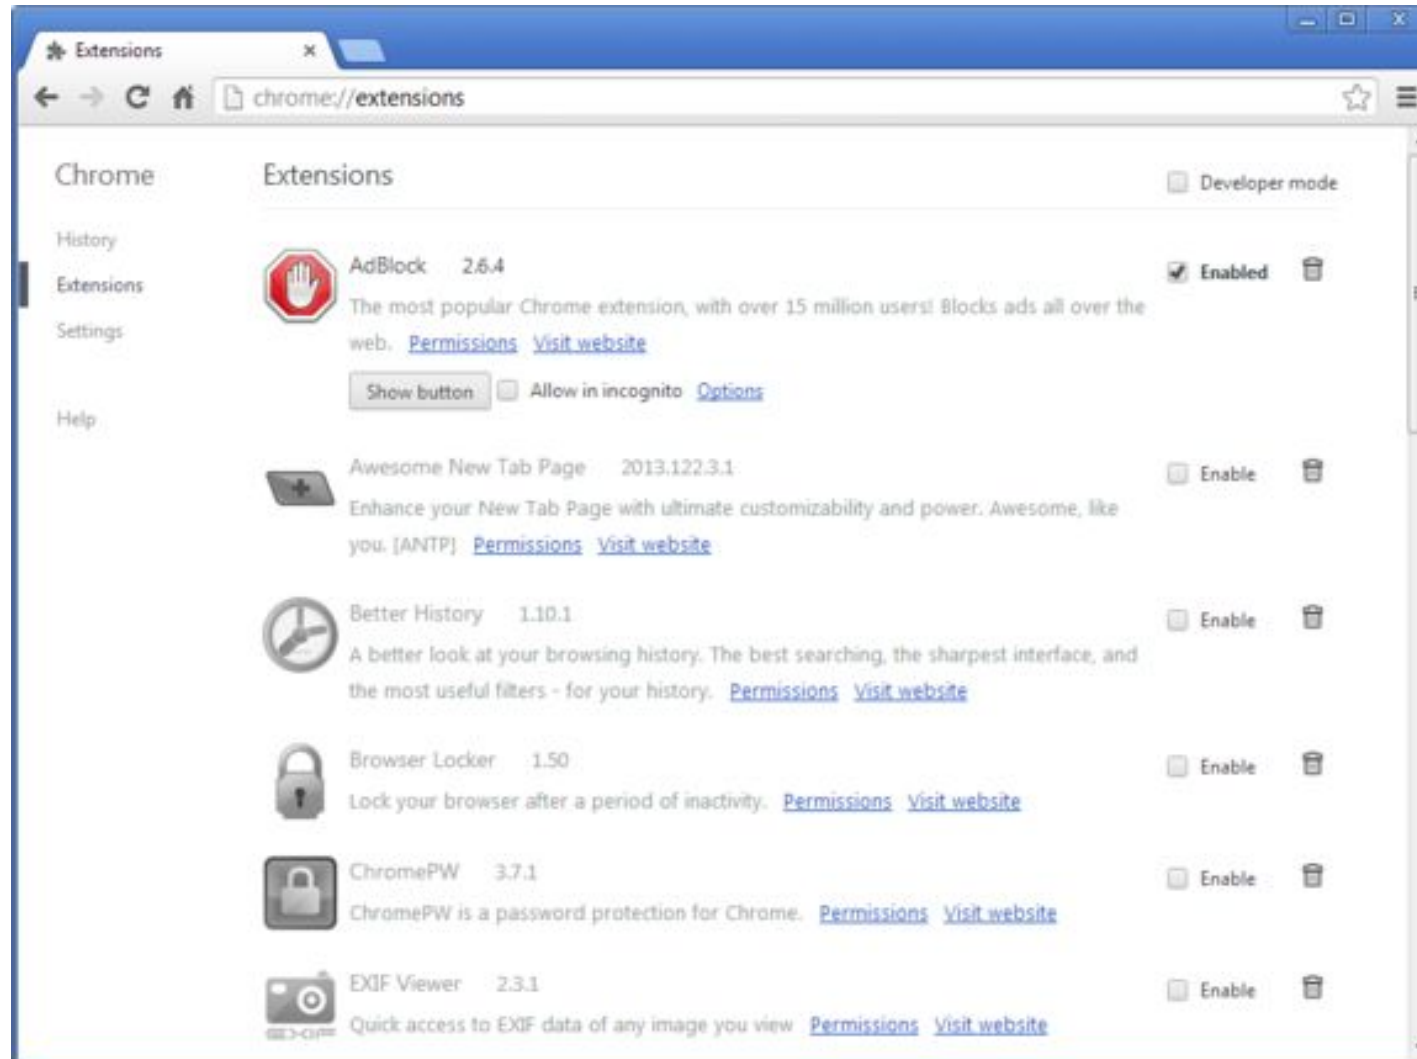 Extensions
chrome://extensions
Chrome
Extensions
Developer mode
History
Extensions
Settings
Help
AdBlock 2.6.4
Enabled
The most popular Chrome extension, with over 15 million users! Blocks ads all over the
web. Permissions Visit website
Show button Allow in incognito Options
Awesome New Tab Page 2013.122.3.1
Enable
Enhance your New Tab Page with ultimate customizability and power. Awesome, like
you. [ANTP] Permissions Visit website
Better History 1.10.1
Enable
A better look at your browsing history. The best searching, the sharpest interface, and
the most useful filters - for your history. Permissions Visit website
Browser Locker 1.50
Enable
Lock your browser after a period of inactivity. Permissions Visit website
ChromePW 3.7.1
Enable
ChromePW is a password protection for Chrome. Permissions Visit website
EXIF Viewer 2.3.1
Enable
Quick access to EXIF data of any image you view Permissions Visit website